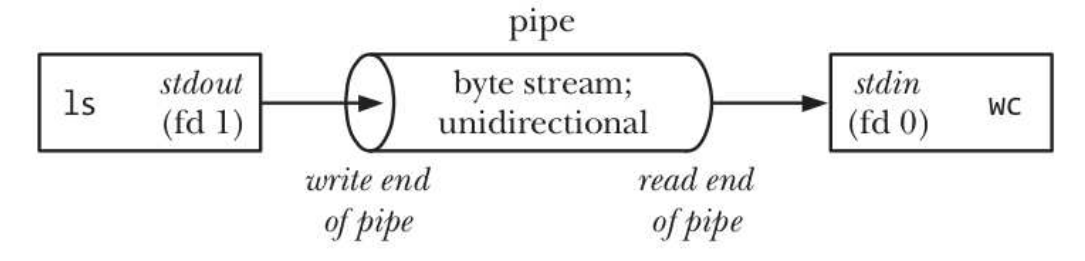 pipe
ls
stdout
(fd 1)
byte stream;
unidirectional
stdin
(fd 0)
wc
write end
of pipe
read end
of pipe